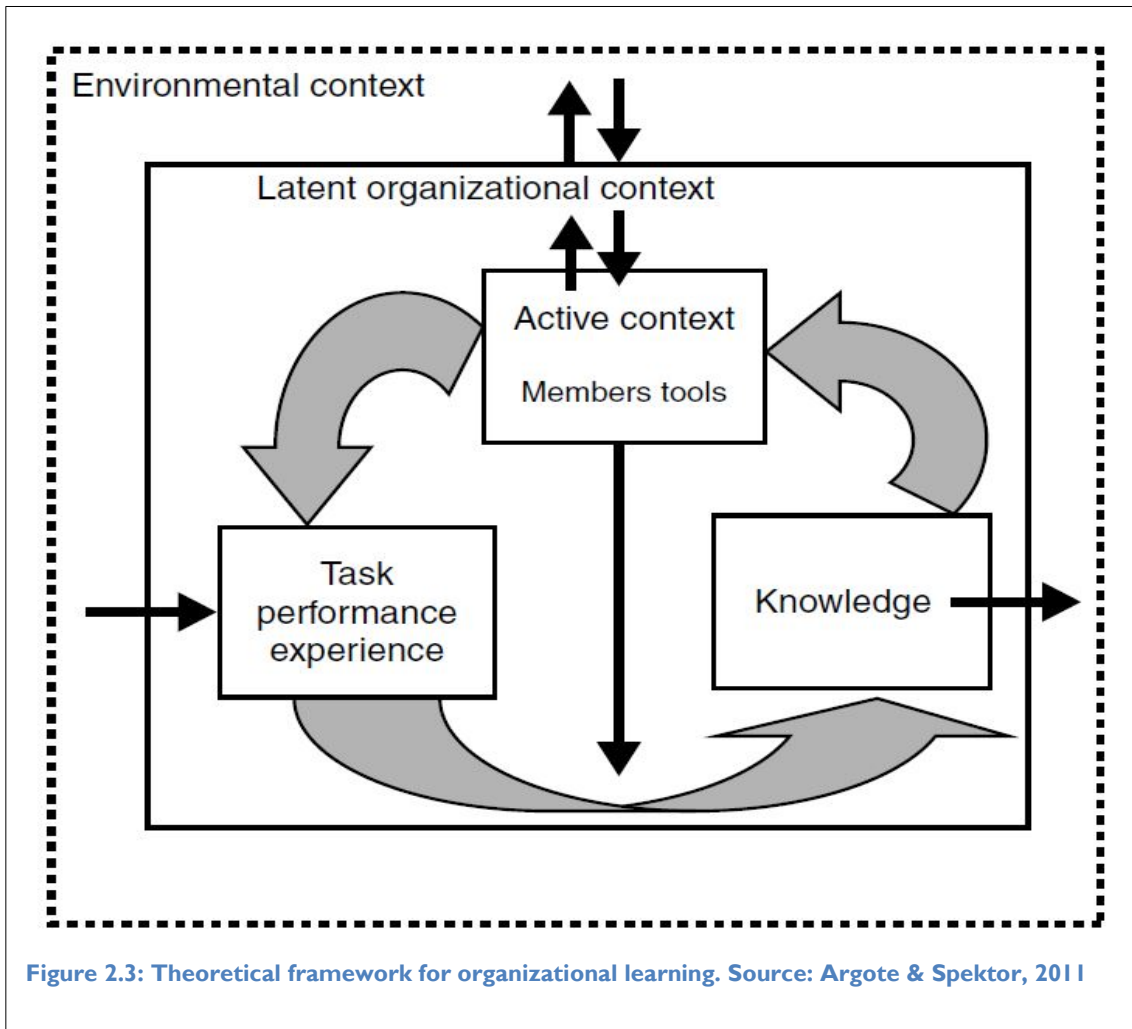 Environmental context
Latent organizational context
Active context
Members tools
Task
performance
experience
Knowledge
Figure 2.3: Theoretical framework for organizational learning. Source: Argote & Spektor, 2011